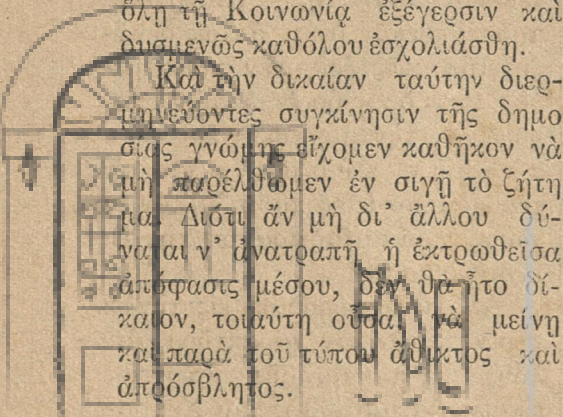 ὅλῃ τῇ Κοινωνίᾳ ἐξέγερσιν καὶ
δυσμενῶς καθόλου ἐσχολιάσθη.
Καὶ τὴν δικαίαν ταύτην διερ-
μηνεύοντες συγκίνησιν τῆς δημο
σίας γνώμης εἴχομεν καθῆκον νὰ
μὴ παρέλθωμεν ἐν σιγῇ τὸ ζήτη
μα. Διότι ἄν μὴ δι' ἄλλου δύ-
ναται ν' ἀνατραπῇ ἡ ἐκτρωθεῖσα
ἀπόφασις μέσου, δὲν θὰ ἦτο δί-
καιον, τοιαύτη οὖσα, νὰ μείνῃ
καὶ παρὰ τοῦ τύπου ἄθικτος καὶ
ἀπρόσβλητος.